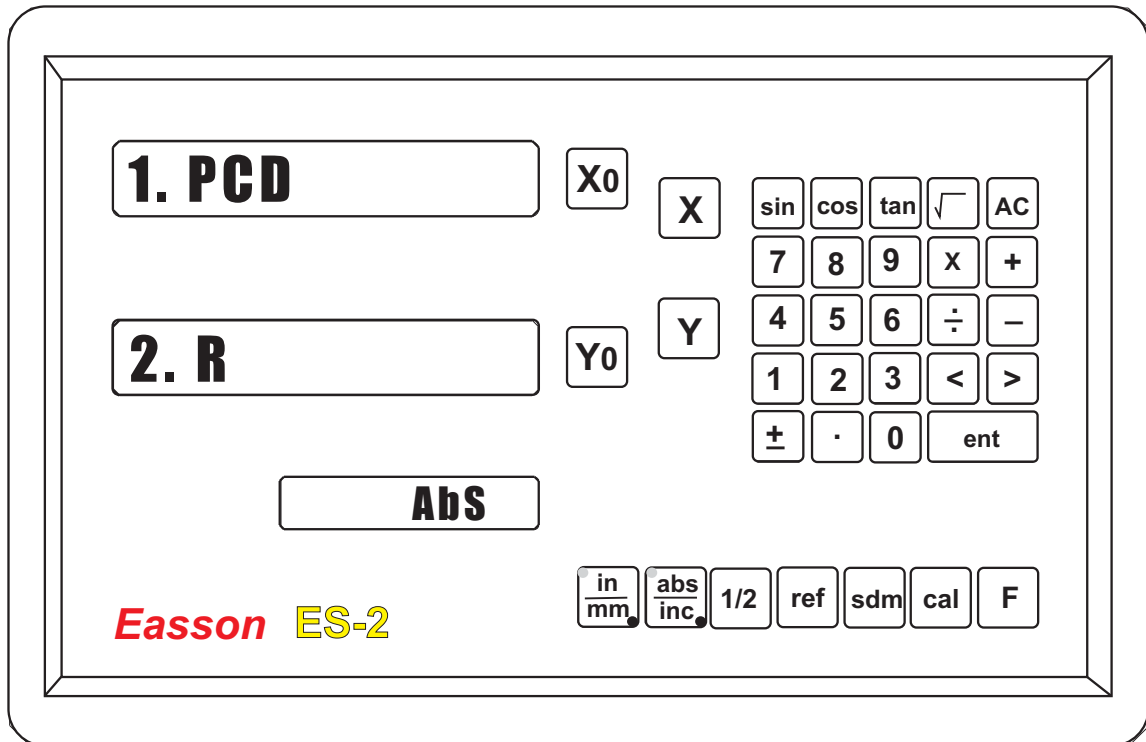 1. PCD
X0
X
sin cos tan √ AC
7 8 9 x +
2. R
Y0
Y
4 5 6 ÷ –
1 2 3 < >
± · 0 ent
AbS
in
mm
abs
inc
1/2 ref sdm cal F
Easson ES-2